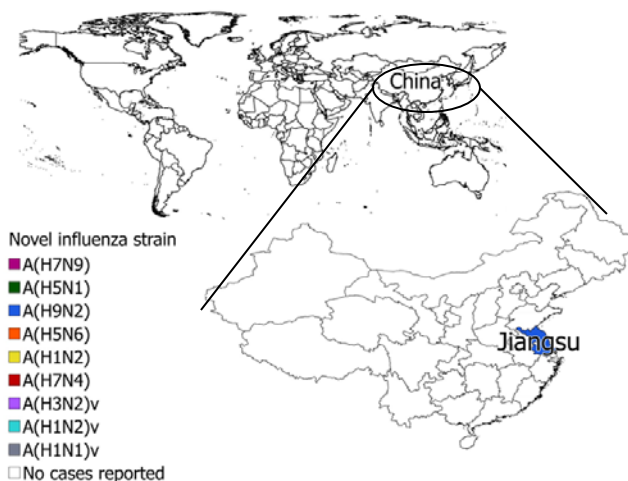 China
Novel influenza strain
A(H7N9)
A(H5N1)
A(H9N2)
A(H5N6)
A(H1N2)
A(H7N4)
A(H3N2)v
A(H1N2)v
A(H1N1)v
No cases reported
Jiangsu